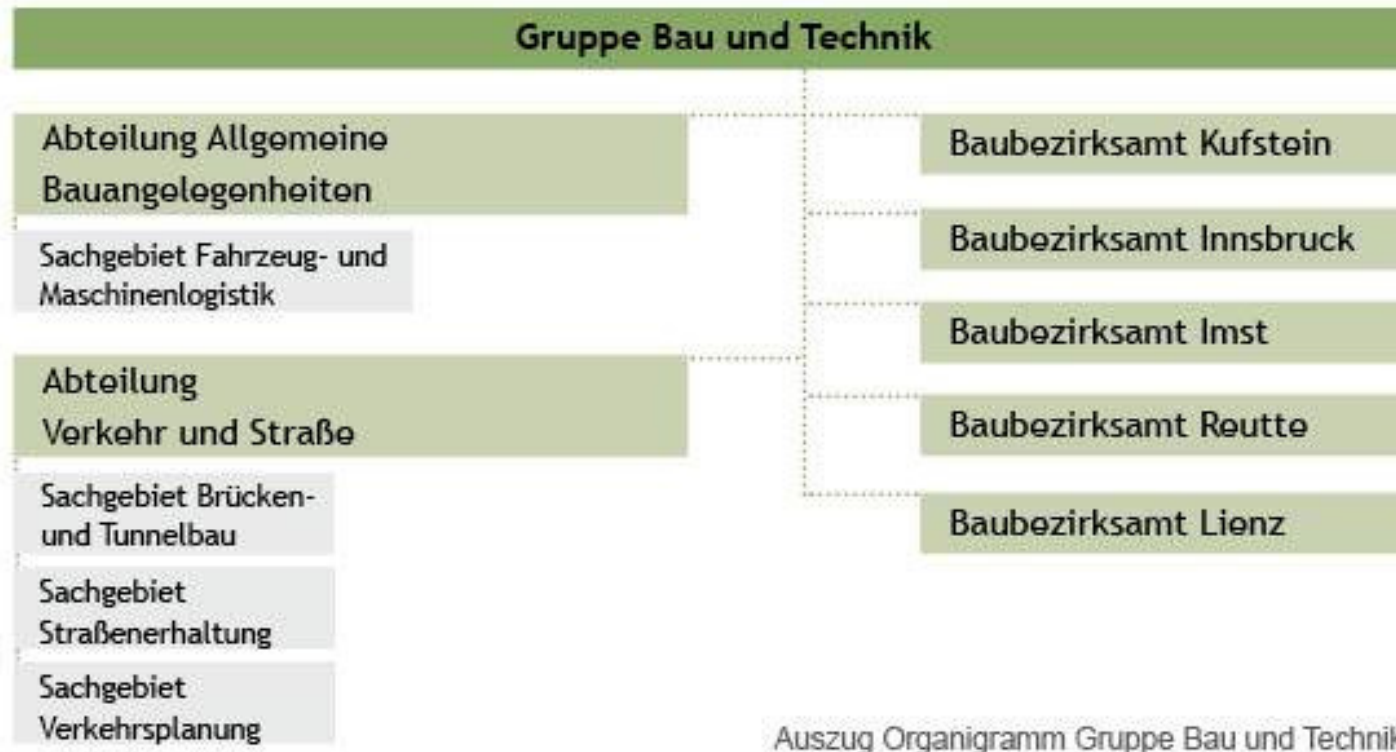 Gruppe Bau und Technik
Abteilung Allgemeine
Bauangelegenheiten
Sachgebiet Fahrzeug- und
Maschinenlogistik
Abteilung
Verkehr und Straße
Sachgebiet Brücken-
und Tunnelbau
Sachgebiet
Straßenerhaltung
Sachgebiet
Verkehrsplanung
Baubezirksamt Kufstein
Baubezirksamt Innsbruck
Baubezirksamt Imst
Baubezirksamt Reutte
Baubezirksamt Lienz
Auszug Organigramm Gruppe Bau und Technik